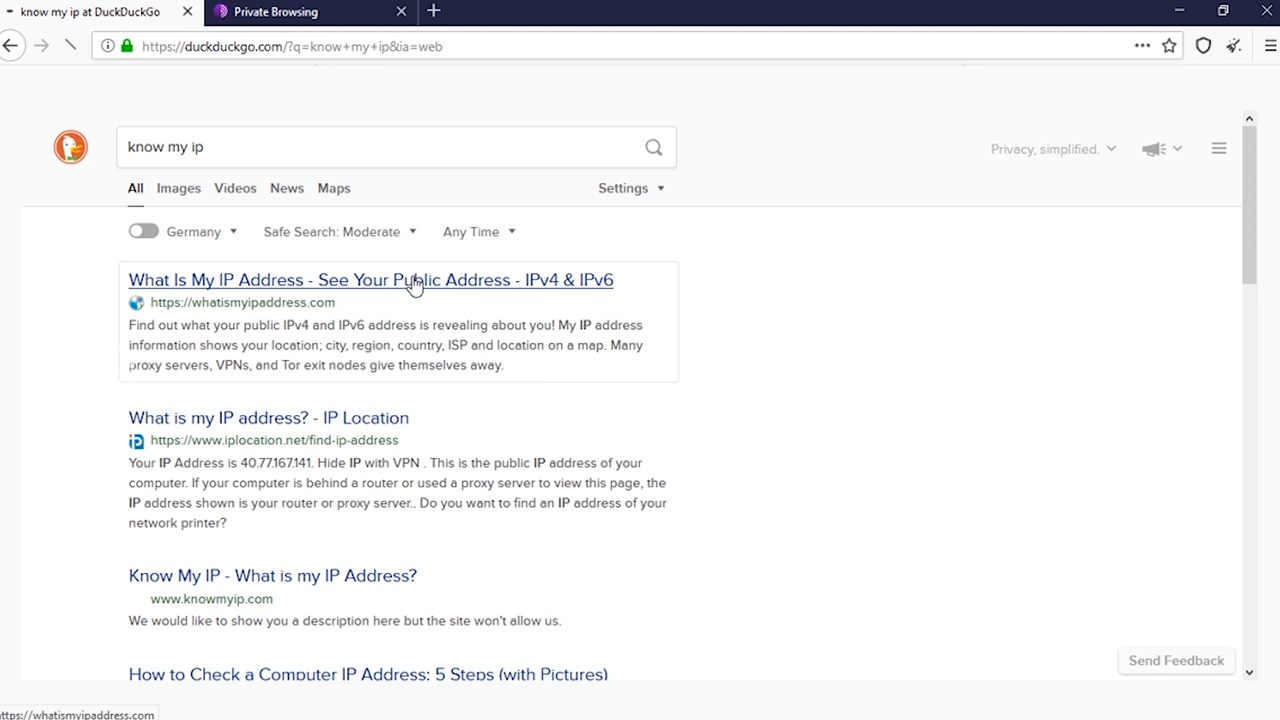 know my ip at DuckDuckGo
Private Browsing
https://duckduckgo.com/?q=know+my+ip&ia=web
know my ip
Privacy, simplified.
All Images Videos News Maps Settings
Germany Safe Search: Moderate Any Time
What Is My IP Address - See Your Public Address - IPv4 & IPv6
https://whatismyipaddress.com
Find out what your public IPv4 and IPv6 address is revealing about you! My IP address
information shows your location; city, region, country, ISP and location on a map. Many
proxy servers, VPNs, and Tor exit nodes give themselves away.
What is my IP address? - IP Location
https://www.iplocation.net/find-ip-address
Your IP Address is 40.77.167.141. Hide IP with VPN . This is the public IP address of your
computer. If your computer is behind a router or used a proxy server to view this page, the
IP address shown is your router or proxy server.. Do you want to find an IP address of your
network printer?
Know My IP - What is my IP Address?
www.knowmyip.com
We would like to show you a description here but the site won't allow us.
How to Check a Computer IP Address: 5 Steps (with Pictures)
Send Feedback
ttps://whatismyipaddress.com